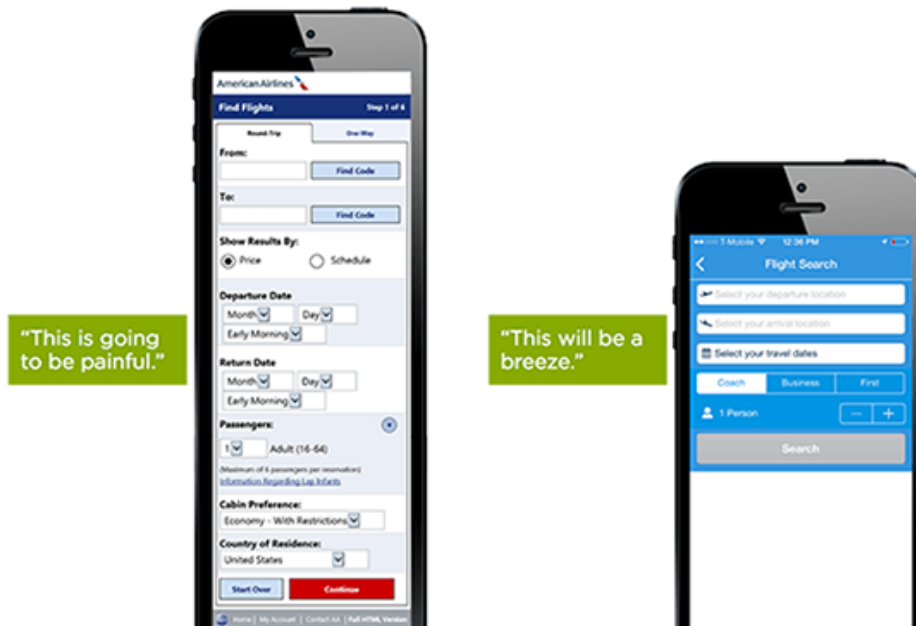 AmericanAirlines
Find Flights Step 1 of 6
Round-Trip One-Way
From:
Find Code
To:
Find Code
Show Results By:
Price Schedule
Departure Date
Month Day
Early Morning
Return Date
Month Day
Early Morning
Passengers:
1 Adult (16-64)
(Maximum of 6 passengers per reservation)
Information Regarding Lap Infants
Cabin Preference:
Economy - With Restrictions
Country of Residence:
United States
Start Over Continue
Home | My Account | Contact AA | Full HTML Version
“This is going
to be painful.”
“This will be a
breeze.”
T-Mobile 12:36 PM
Flight Search
Select your departure location
Select your arrival location
Select your travel dates
Coach Business First
1 Person
Search